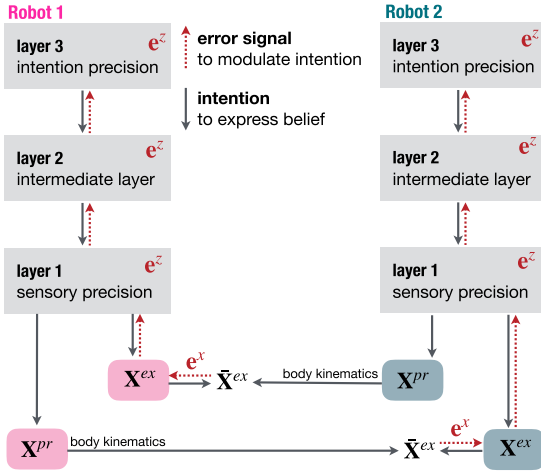 Robot 1
Robot 2
layer 3
intention precision
e^z
error signal
to modulate intention
layer 3
intention precision
e^z
intention
to express belief
layer 2
intermediate layer
e^z
layer 2
intermediate layer
e^z
layer 1
sensory precision
e^z
layer 1
sensory precision
e^z
X^{ex}
e^x
X̄^{ex}
body kinematics
X^{pr}
X^{pr}
body kinematics
X̄^{ex}
e^x
X^{ex}